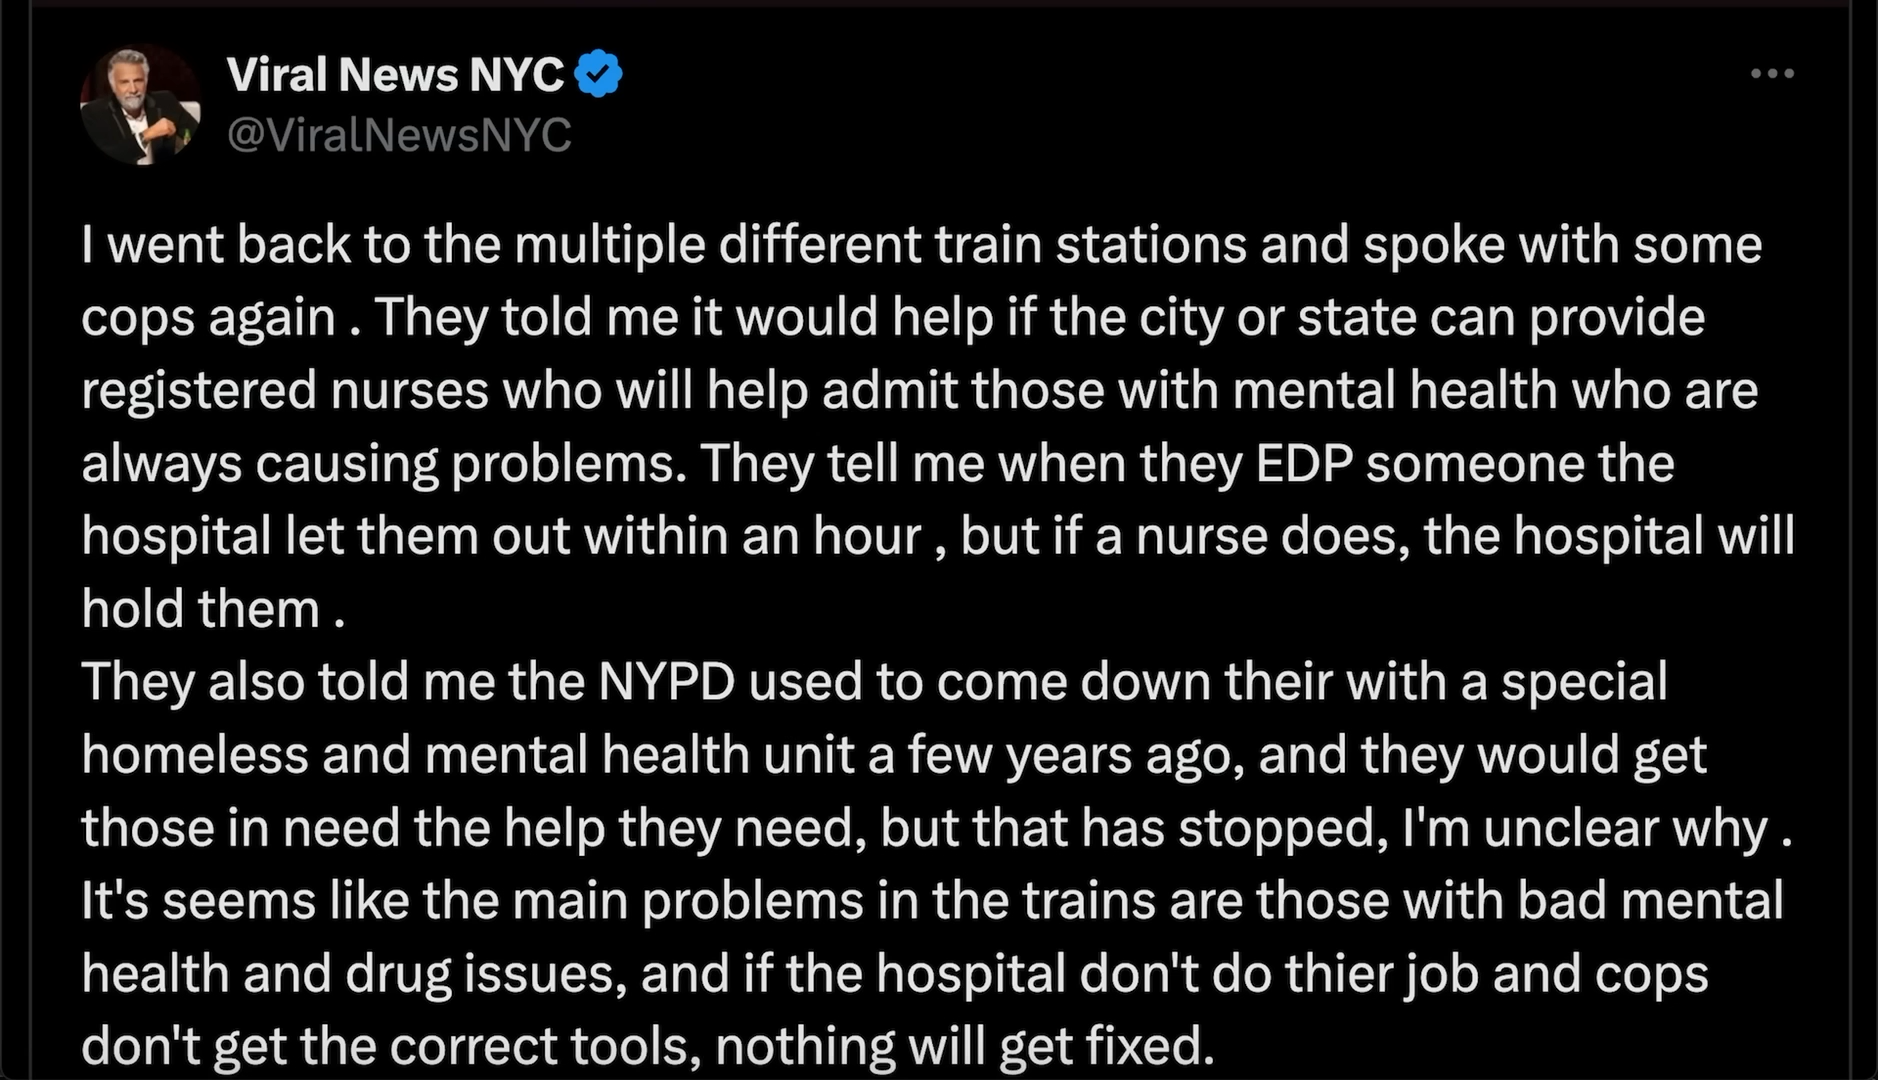 Viral News NYC
@ViralNewsNYC
I went back to the multiple different train stations and spoke with some
cops again . They told me it would help if the city or state can provide
registered nurses who will help admit those with mental health who are
always causing problems. They tell me when they EDP someone the
hospital let them out within an hour , but if a nurse does, the hospital will
hold them .
They also told me the NYPD used to come down their with a special
homeless and mental health unit a few years ago, and they would get
those in need the help they need, but that has stopped, I'm unclear why .
It's seems like the main problems in the trains are those with bad mental
health and drug issues, and if the hospital don't do thier job and cops
don't get the correct tools, nothing will get fixed.